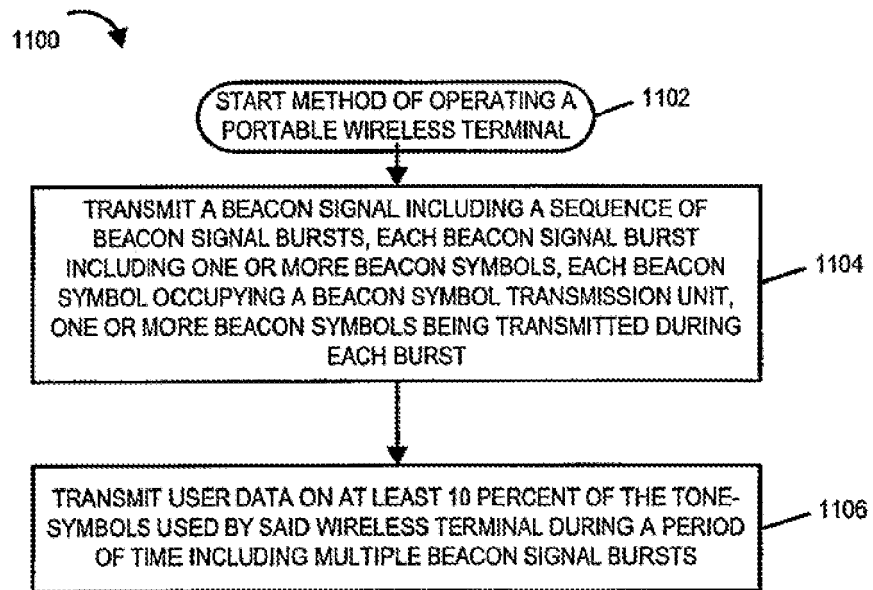 1100
START METHOD OF OPERATING A
PORTABLE WIRELESS TERMINAL
1102
TRANSMIT A BEACON SIGNAL INCLUDING A SEQUENCE OF
BEACON SIGNAL BURSTS, EACH BEACON SIGNAL BURST
INCLUDING ONE OR MORE BEACON SYMBOLS, EACH BEACON
SYMBOL OCCUPYING A BEACON SYMBOL TRANSMISSION UNIT,
ONE OR MORE BEACON SYMBOLS BEING TRANSMITTED DURING
EACH BURST
1104
TRANSMIT USER DATA ON AT LEAST 10 PERCENT OF THE TONE-
SYMBOLS USED BY SAID WIRELESS TERMINAL DURING A PERIOD
OF TIME INCLUDING MULTIPLE BEACON SIGNAL BURSTS
1106